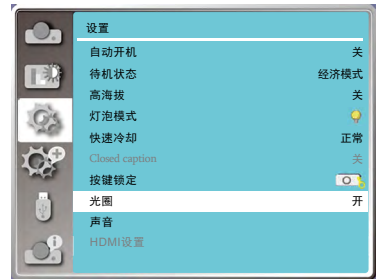 设置
自动开机 关
待机状态 经济模式
高海拔 关
灯泡模式
快速冷却 正常
Closed caption 关
按键锁定
光圈 开
声音
HDMI设置